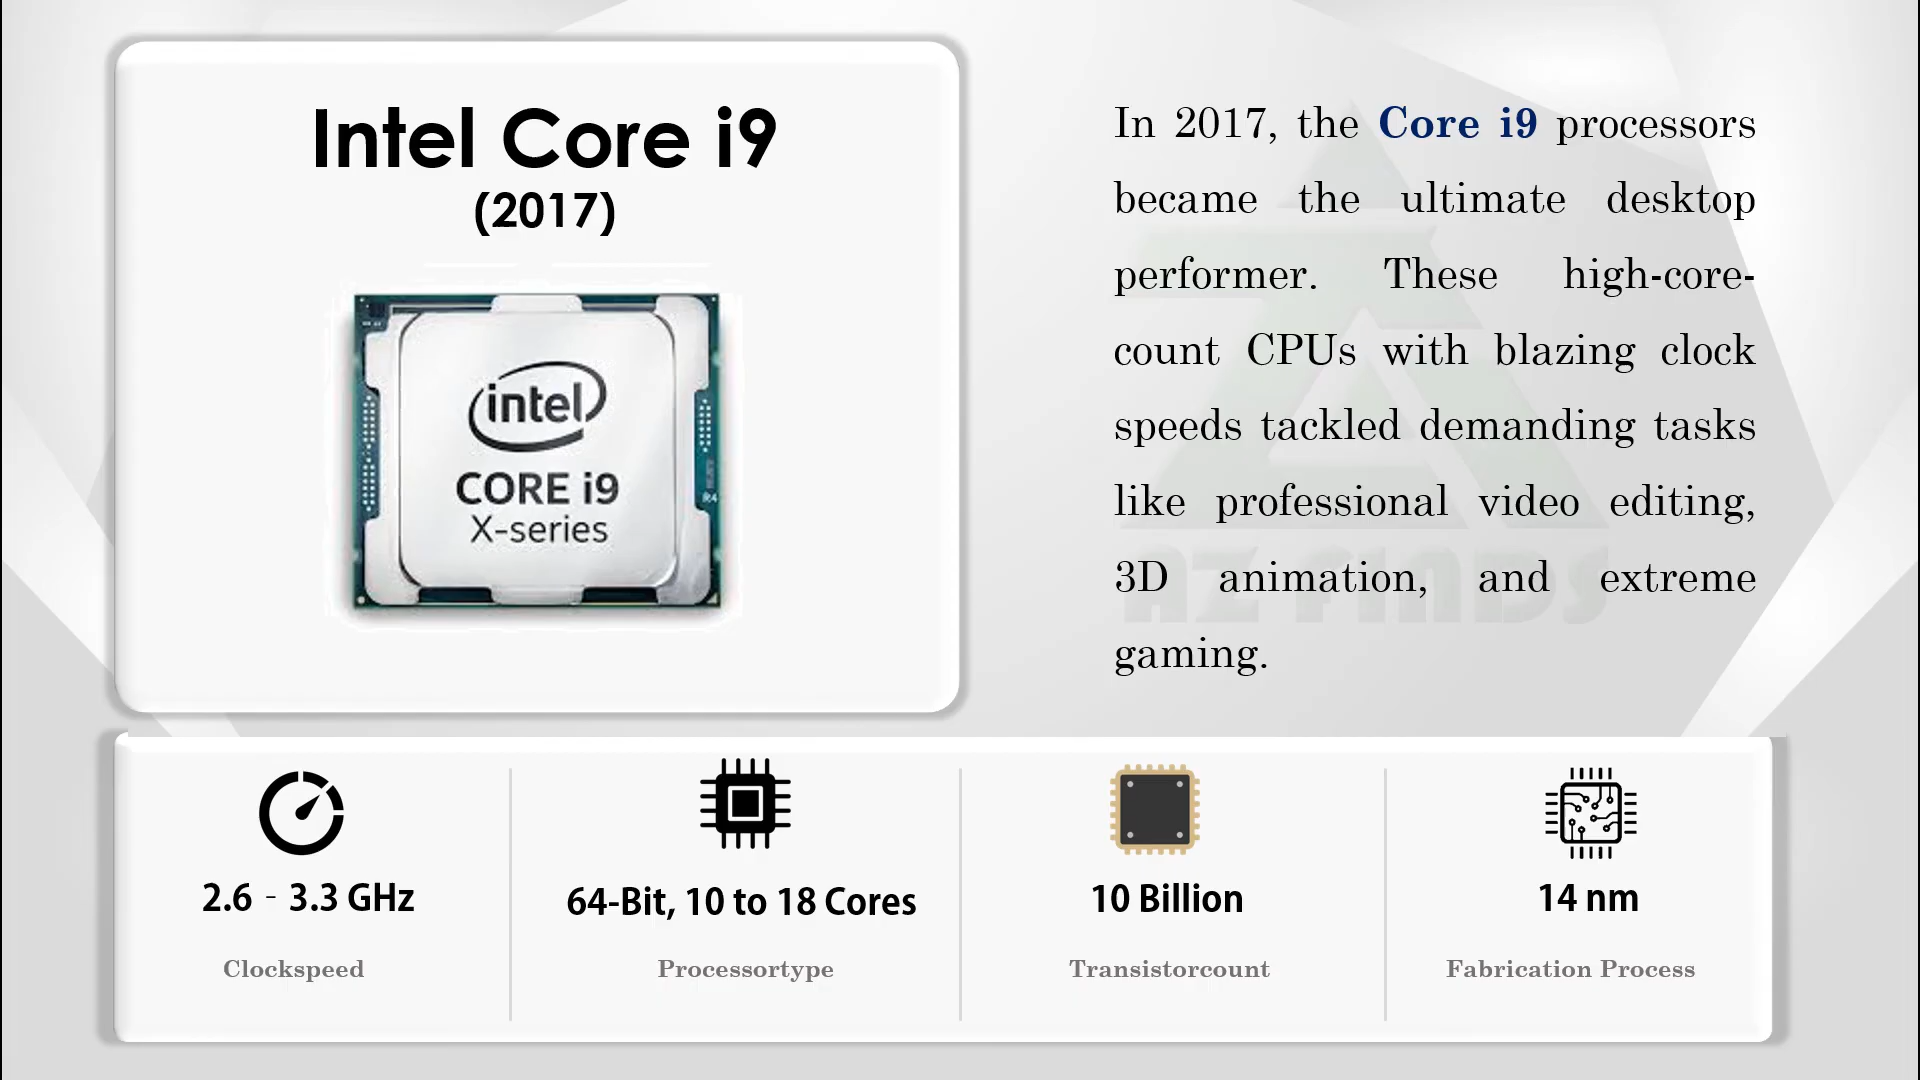 Intel Core i9
(2017)
intel
CORE i9
X-series
R4
In 2017, the Core i9 processors
became the ultimate desktop
performer. These high-core-
count CPUs with blazing clock
speeds tackled demanding tasks
like professional video editing,
3D animation, and extreme
gaming.
AZ FINDS
2.6 - 3.3 GHz
Clockspeed
64-Bit, 10 to 18 Cores
Processortype
10 Billion
Transistorcount
14 nm
Fabrication Process